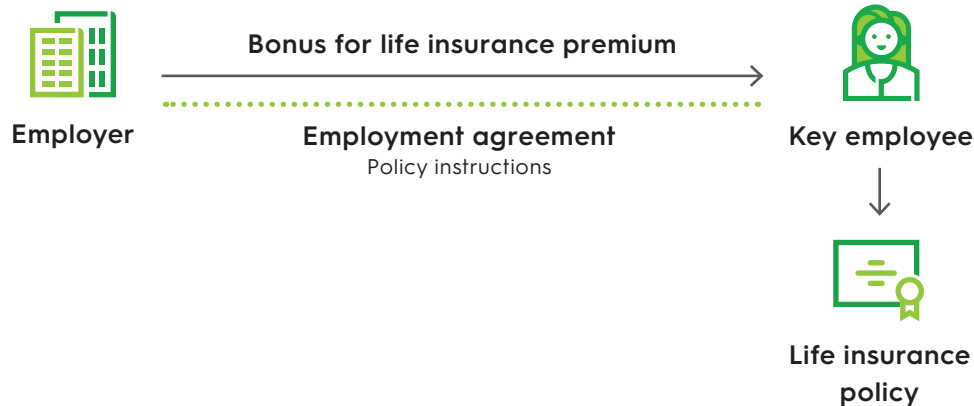 Bonus for life insurance premium
Employer
Employment agreement
Policy instructions
Key employee
Life insurance
policy